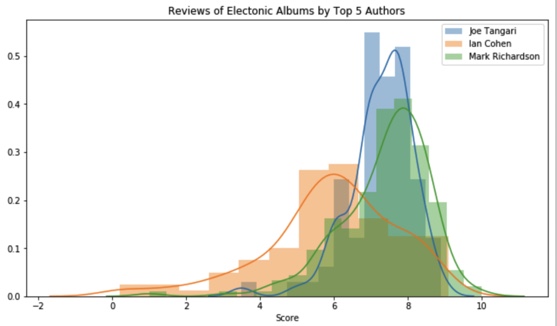 Reviews of Electonic Albums by Top 5 Authors
Joe Tangari
Ian Cohen
Mark Richardson
0.5
0.4
0.3
0.2
0.1
0.0
−2
0
2
4
6
8
10
Score